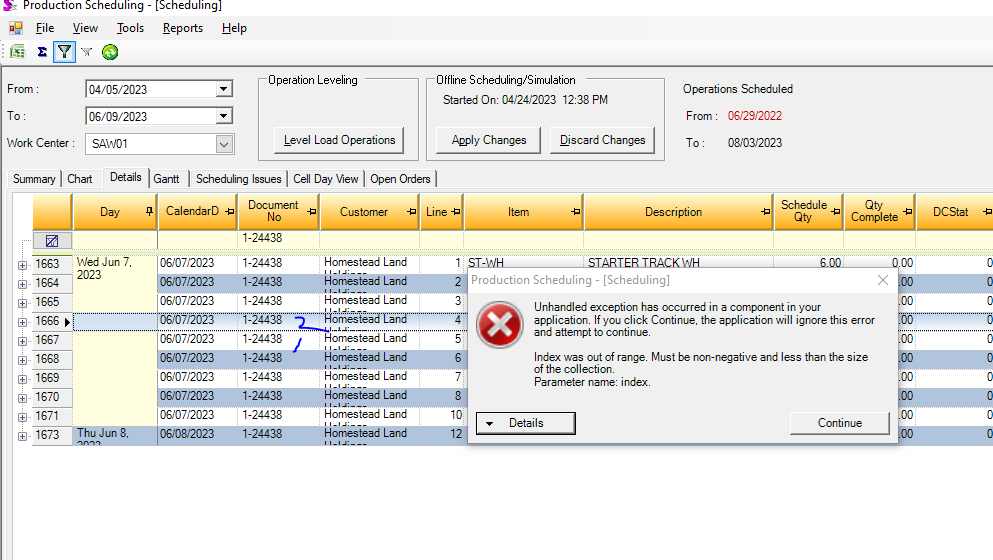 Production Scheduling - [Scheduling]
File View Tools Reports Help
From : 04/05/2023
To : 06/09/2023
Work Center : SAW01
Operation Leveling
Level Load Operations
Offline Scheduling/Simulation
Started On: 04/24/2023 12:38 PM
Apply Changes Discard Changes
Operations Scheduled
From : 06/29/2022
To : 08/03/2023
Summary Chart Details Gantt Scheduling Issues Cell Day View Open Orders
Day CalendarD Document No Customer Line Item Description Schedule Qty Qty Complete DCStat
1-24438
1663 Wed Jun 7, 2023 06/07/2023 1-24438 Homestead Land 1 ST-WH STARTER TRACK WH 6.00 0.00 0
1664 06/07/2023 1-24438 Homestead Land 2 .00 0
1665 06/07/2023 1-24438 Homestead Land 3 .00 0
1666 06/07/2023 1-24438 2 Homestead Land 4 .00 0
1667 06/07/2023 1-24438 1 Homestead Land 5 .00 0
1668 06/07/2023 1-24438 Homestead Land 6 .00 0
1669 06/07/2023 1-24438 Homestead Land 7 .00 0
1670 06/07/2023 1-24438 Homestead Land 8 .00 0
1671 06/07/2023 1-24438 Homestead Land 10 .00 0
1673 Thu Jun 8, 06/08/2023 1-24438 Homestead Land 12 .00 0
Production Scheduling - [Scheduling]
Unhandled exception has occurred in a component in your
application. If you click Continue, the application will ignore this error
and attempt to continue.
Index was out of range. Must be non-negative and less than the size
of the collection.
Parameter name: index.
Details Continue